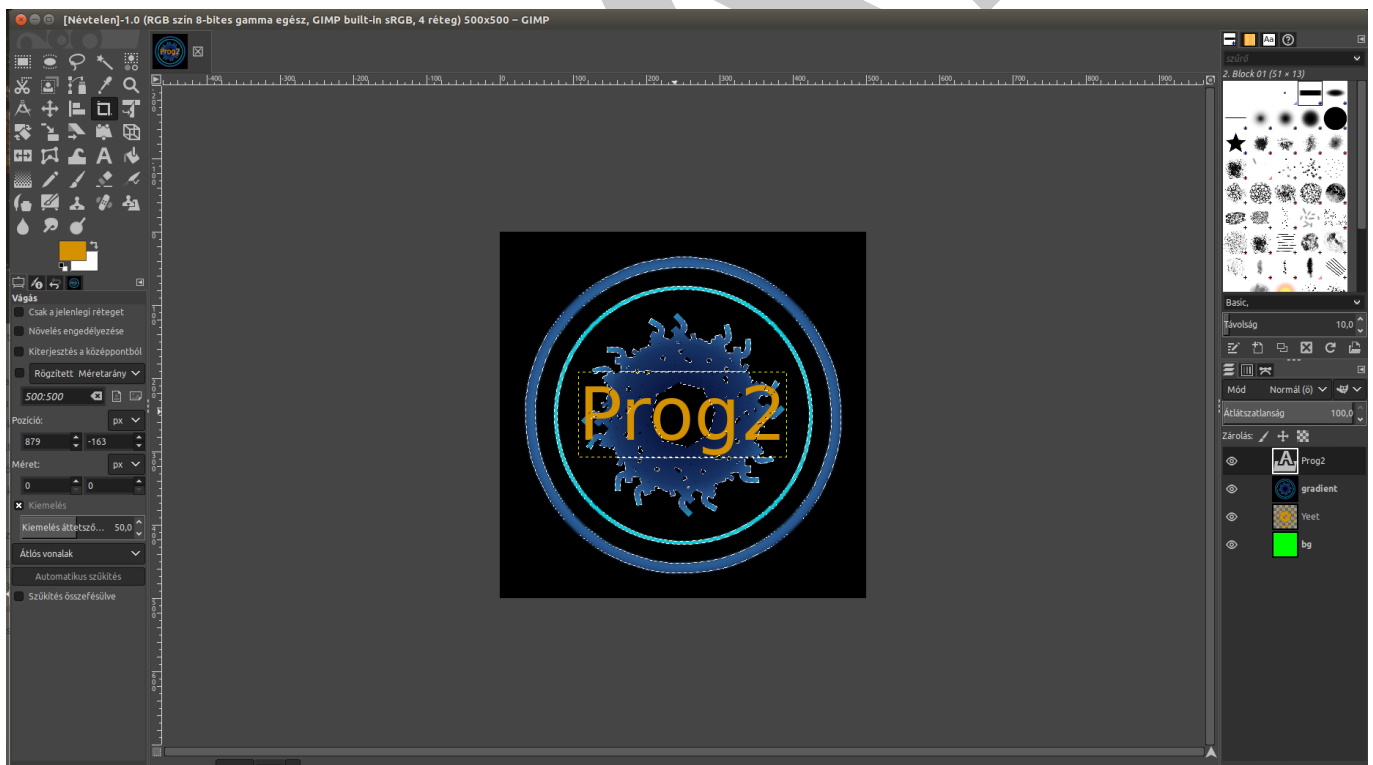 [Névtelen]-1.0 (RGB szín 8-bites gamma egész, GIMP built-in sRGB, 4 réteg) 500x500 – GIMP
Vágás
Csak a jelenlegi réteget
Növelés engedélyezése
Kiterjesztés a középpontból
Rögzített Méretarány
500:500
Pozíció: px
879 -163
Méret: px
0 0
Kiemelés
Kiemelés áttetsző... 50,0
Átlós vonalak
Automatikus szűkítés
Szűkítés összefésülve
Prog2
szűrő
2. Block 01 (51 × 13)
Basic,
Távolság 10,0
Mód Normál (ö)
Átlátszatlanság 100,0
Zárolás:
Prog2
gradient
Yeet
bg